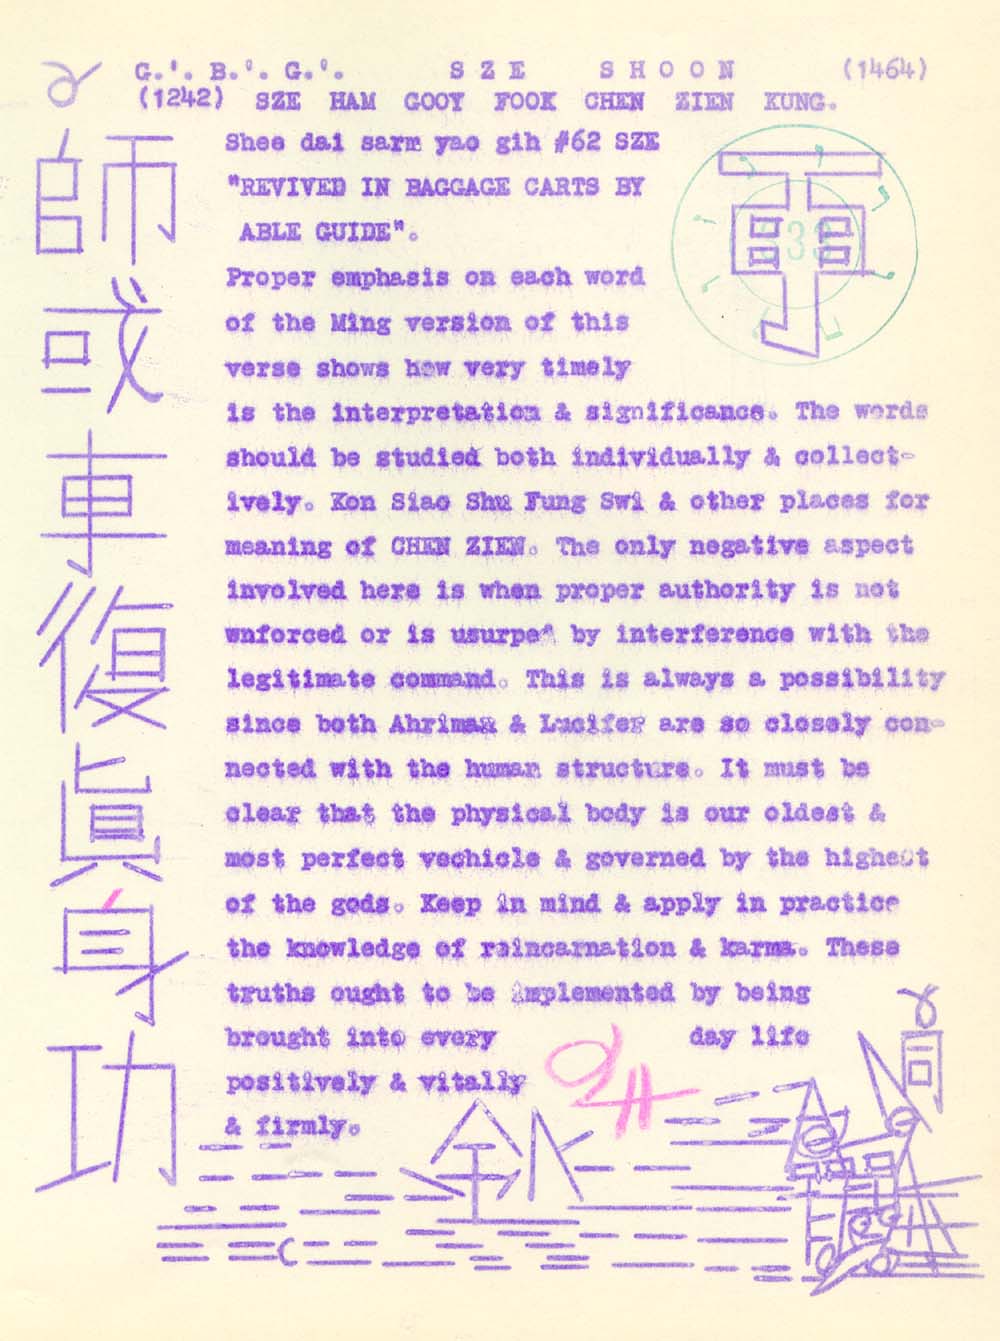 G.'. B.'. G.'. SZE SHOON (1464)
(1242) SZE HAM GOOY FOOK CHEN ZIEN KUNG.
Shee dai sarm yao gih #62 SZE
"REVIVED IN BAGGAGE CARTS BY
ABLE GUIDE".
Proper emphasis on each word
of the Ming version of this
verse shows how very timely
is the interpretation & significance. The words
should be studied both individually & collect-
ively. Kon Siao Shu Fung Swi & other places for
meaning of CHEN ZIEN. The only negative aspect
involved here is when proper authority is not
wnforced or is usurped by interference with the
legitimate command. This is always a possibility
since both Ahriman & Lucifer are so closely con-
nected with the human structure. It must be
clear that the physical body is our oldest &
most perfect vechicle & governed by the highest
of the gods. Keep in mind & apply in practice
the knowledge of reincarnation & karma. These
truths ought to be implemented by being
brought into every day life
positively & vitally
& firmly.
師
或
車
復
眞
身
功
333